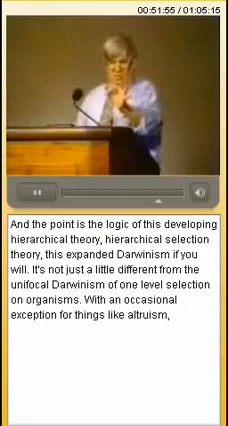 00:51:55 / 01:05:15
And the point is the logic of this developing
hierarchical theory, hierarchical selection
theory, this expanded Darwinism if you
will. It's not just a little different from the
unifocal Darwinism of one level selection
on organisms. With an occasional
exception for things like altruism,